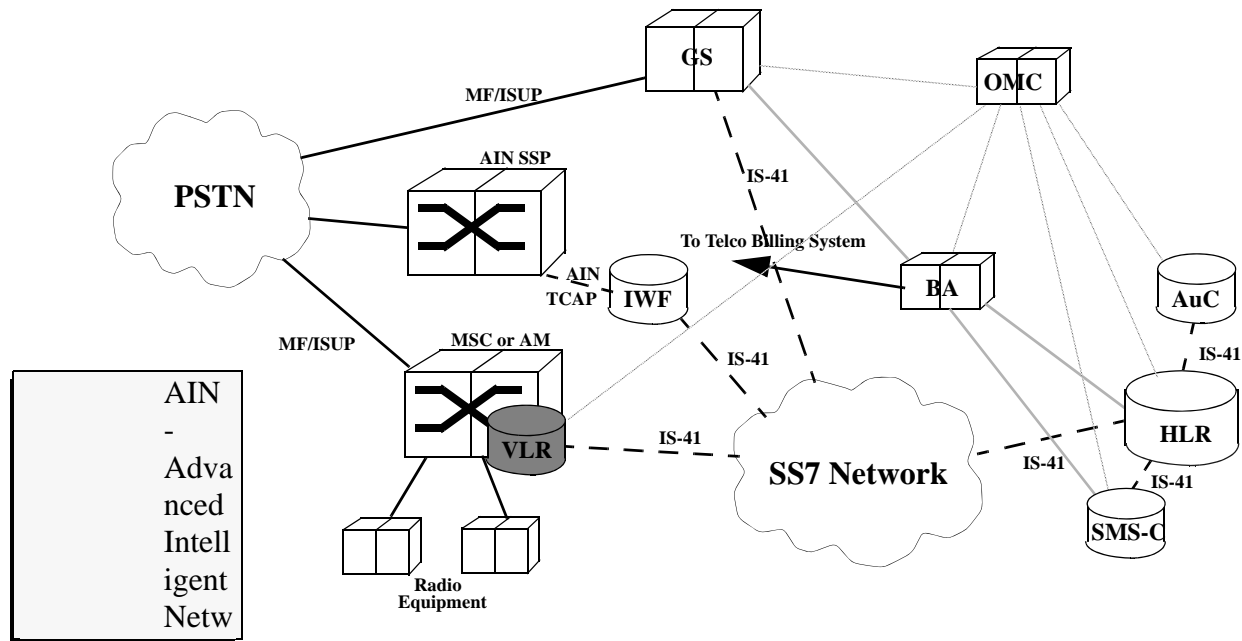 GS
OMC
MF/ISUP
AIN SSP
IS-41
PSTN
To Telco Billing System
AIN
TCAP
IWF
BA
AuC
MF/ISUP
MSC or AM
IS-41
IS-41
VLR
IS-41
SS7 Network
HLR
IS-41
IS-41
SMS-C
Radio
Equipment
AIN
-
Adva
nced
Intell
igent
Netw